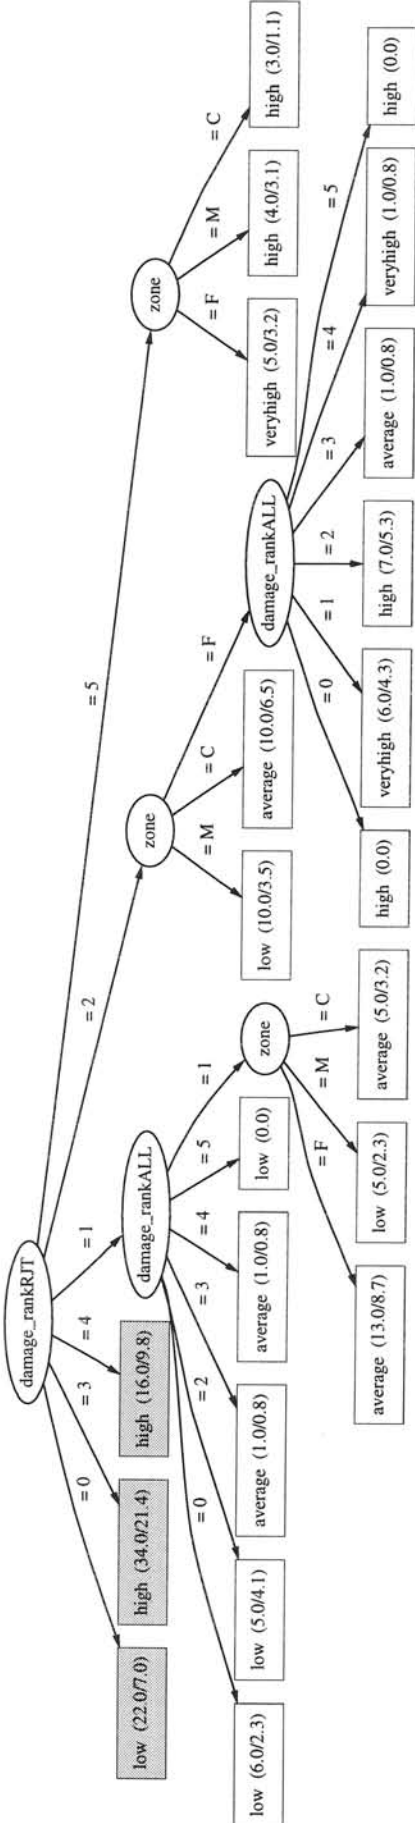 damage_rankRJT
= 0
= 3
= 4
= 1
= 2
= 5
low (22.0/7.0)
high (34.0/21.4)
high (16.0/9.8)
damage_rankALL
zone
zone
= 0
= 2
= 3
= 4
= 5
= 1
= M
= C
= F
= F
= M
= C
low (6.0/2.3)
low (5.0/4.1)
average (1.0/0.8)
average (1.0/0.8)
low (0.0)
zone
low (10.0/3.5)
average (10.0/6.5)
damage_rankALL
veryhigh (5.0/3.2)
high (4.0/3.1)
high (3.0/1.1)
= F
= M
= C
= 0
= 1
= 2
= 3
= 4
= 5
average (13.0/8.7)
low (5.0/2.3)
average (5.0/3.2)
high (0.0)
veryhigh (6.0/4.3)
high (7.0/5.3)
average (1.0/0.8)
veryhigh (1.0/0.8)
high (0.0)